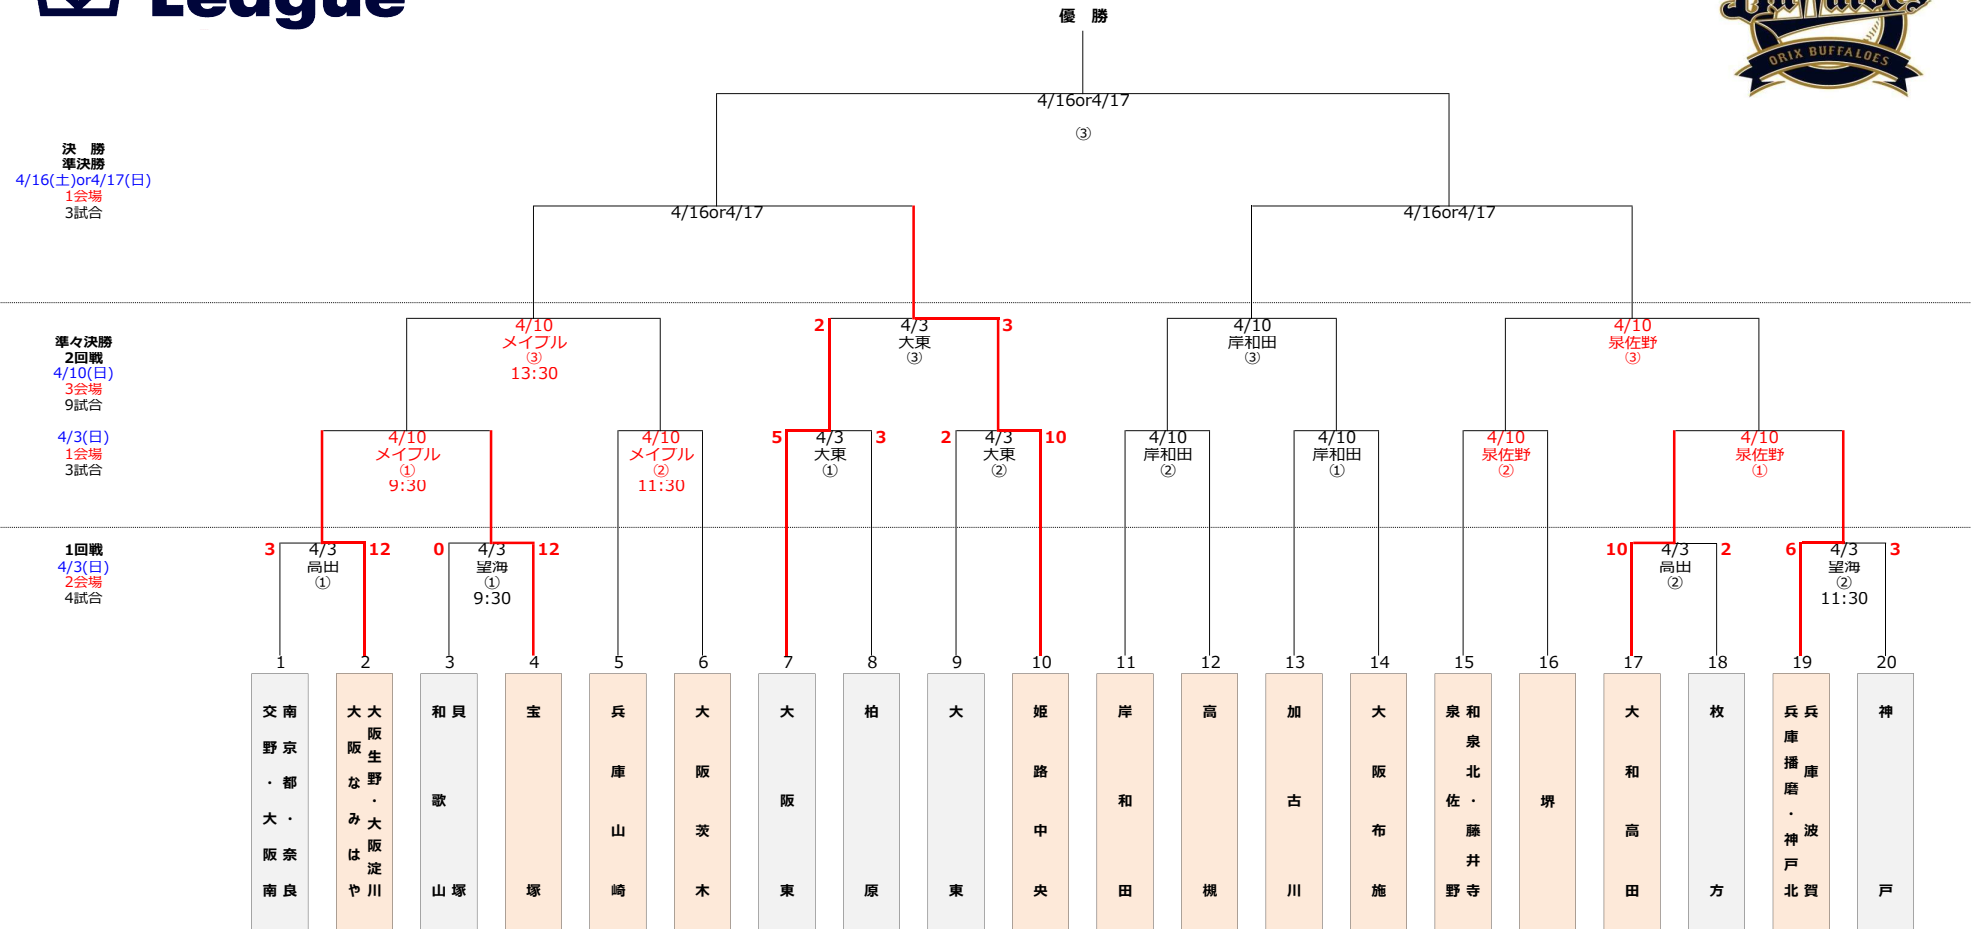 League
Buffaloes
ORIX BUFFALOES
優　勝
4/16or4/17
③
決　勝
準決勝
4/16(土)or4/17(日)
1会場
3試合
4/16or4/17
4/16or4/17
準々決勝
2回戦
4/10(日)
3会場
9試合
4/10
メイプル
③
13:30
2
4/3
大東
③
3
4/10
岸和田
③
4/10
泉佐野
③
4/3(日)
1会場
3試合
4/10
メイプル
①
9:30
4/10
メイプル
②
11:30
5
4/3
大東
①
3
2
4/3
大東
②
10
4/10
岸和田
②
4/10
岸和田
①
4/10
泉佐野
②
4/10
泉佐野
①
1回戦
4/3(日)
2会場
4試合
3
4/3
高田
①
12
0
4/3
望海
①
9:30
12
10
4/3
高田
②
2
6
4/3
望海
②
11:30
3
1 2 3 4 5 6 7 8 9 10 11 12 13 14 15 16 17 18 19 20
南京都・奈良
交野・大阪南
大阪生野・大阪淀川
大阪なみはや
貝塚
和歌山
宝塚
兵庫山崎
大阪茨木
大阪東
柏原
大東
姫路中央
岸和田
高槻
加古川
大阪布施
和泉北・藤井寺
泉佐野
堺
大和高田
枚方
兵庫波賀
兵庫播磨・神戸北
神戸